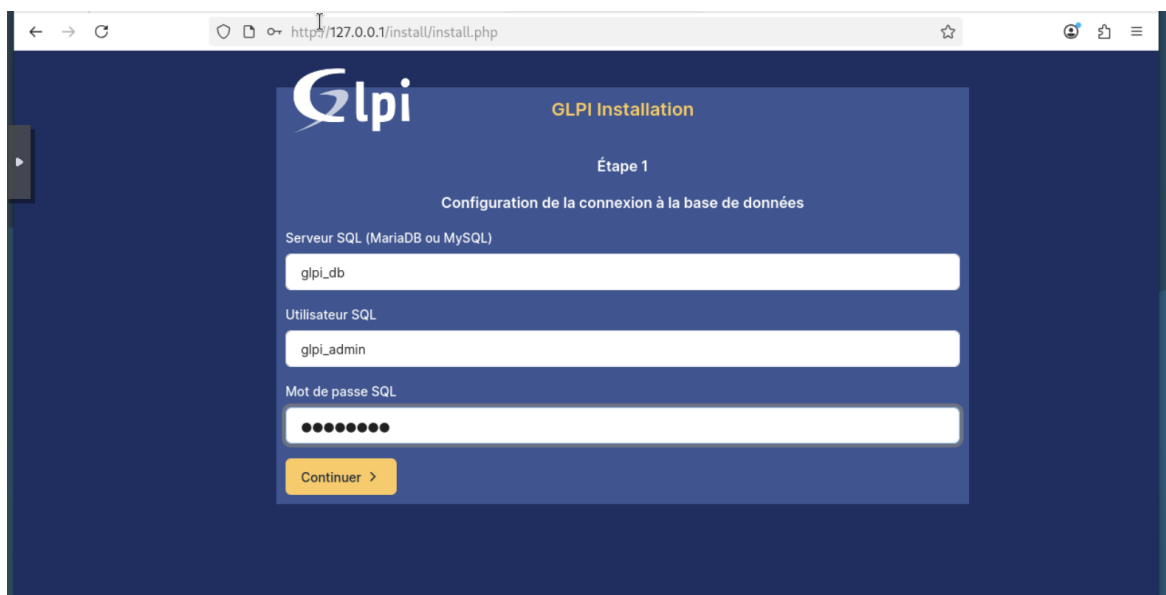 http://127.0.0.1/install/install.php
Glpi
GLPI Installation
Étape 1
Configuration de la connexion à la base de données
Serveur SQL (MariaDB ou MySQL)
glpi_db
Utilisateur SQL
glpi_admin
Mot de passe SQL
●●●●●●●●
Continuer >